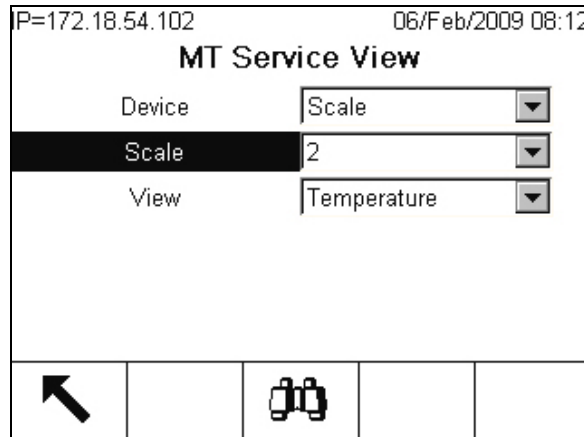 IP=172.18.54.102 06/Feb/2009 08:12
MT Service View
Device Scale
Scale 2
View Temperature